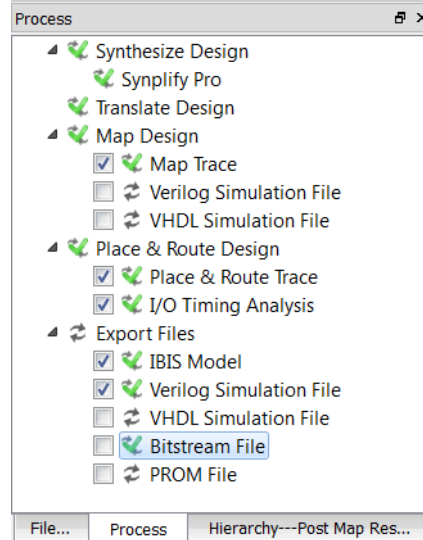 Process
Synthesize Design
Synplify Pro
Translate Design
Map Design
Map Trace
Verilog Simulation File
VHDL Simulation File
Place & Route Design
Place & Route Trace
I/O Timing Analysis
Export Files
IBIS Model
Verilog Simulation File
VHDL Simulation File
Bitstream File
PROM File
File... Process Hierarchy---Post Map Res...